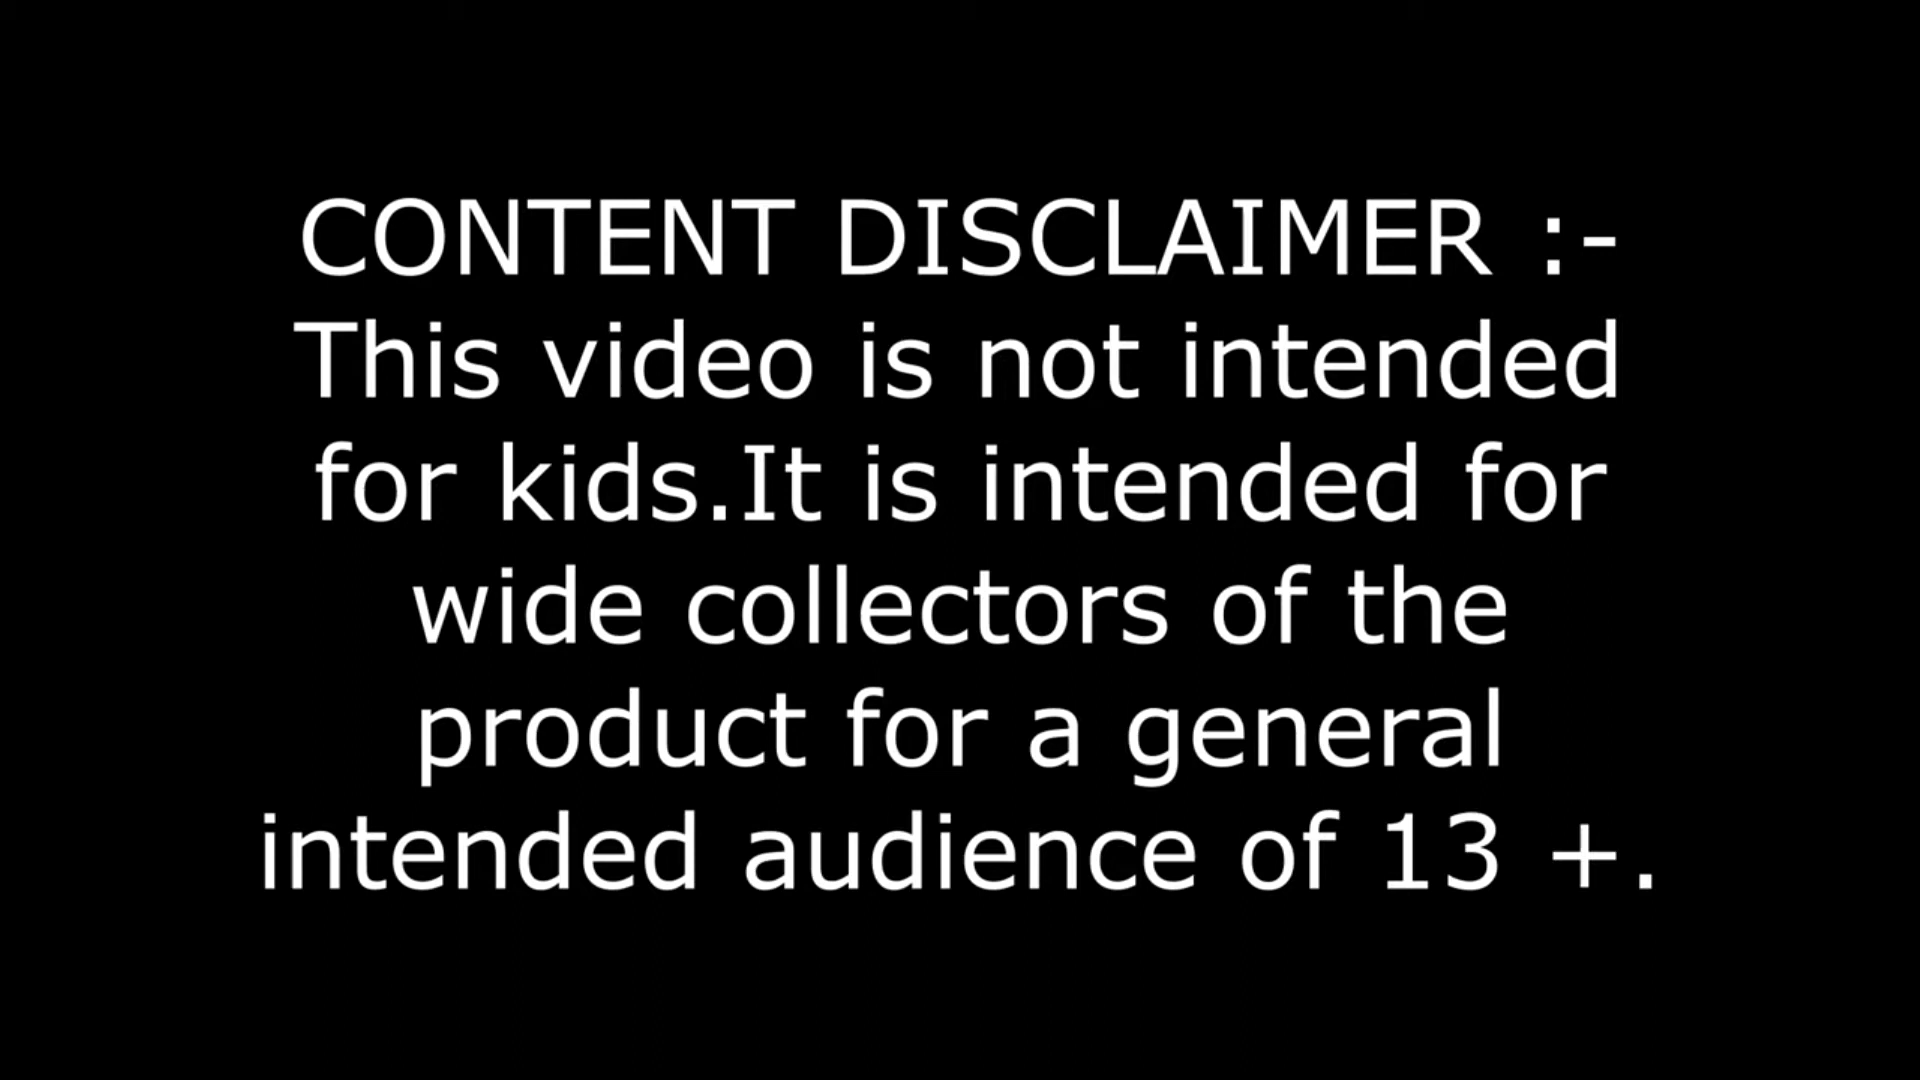 CONTENT DISCLAIMER :-
This video is not intended
for kids.It is intended for
wide collectors of the
product for a general
intended audience of 13 +.